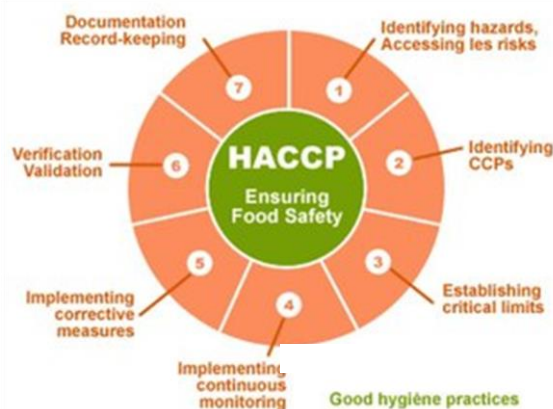 Documentation
Record-keeping
7
Identifying hazards,
Accessing les risks
1
Verification
Validation
6
HACCP
Ensuring
Food Safety
2
Identifying
CCPs
Implementing
corrective
measures
5
3
Establishing
critical limits
4
Implementing
continuous
monitoring
Good hygiène practices